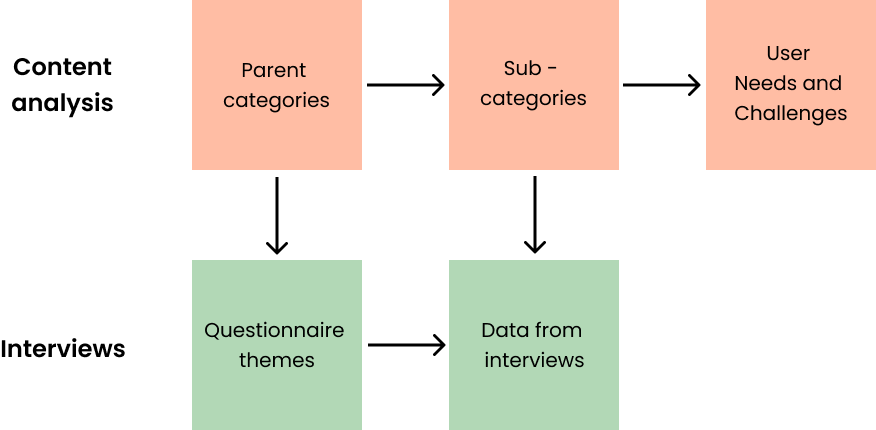 Content
analysis
Parent
categories
Sub -
categories
User
Needs and
Challenges
Interviews
Questionnaire
themes
Data from
interviews